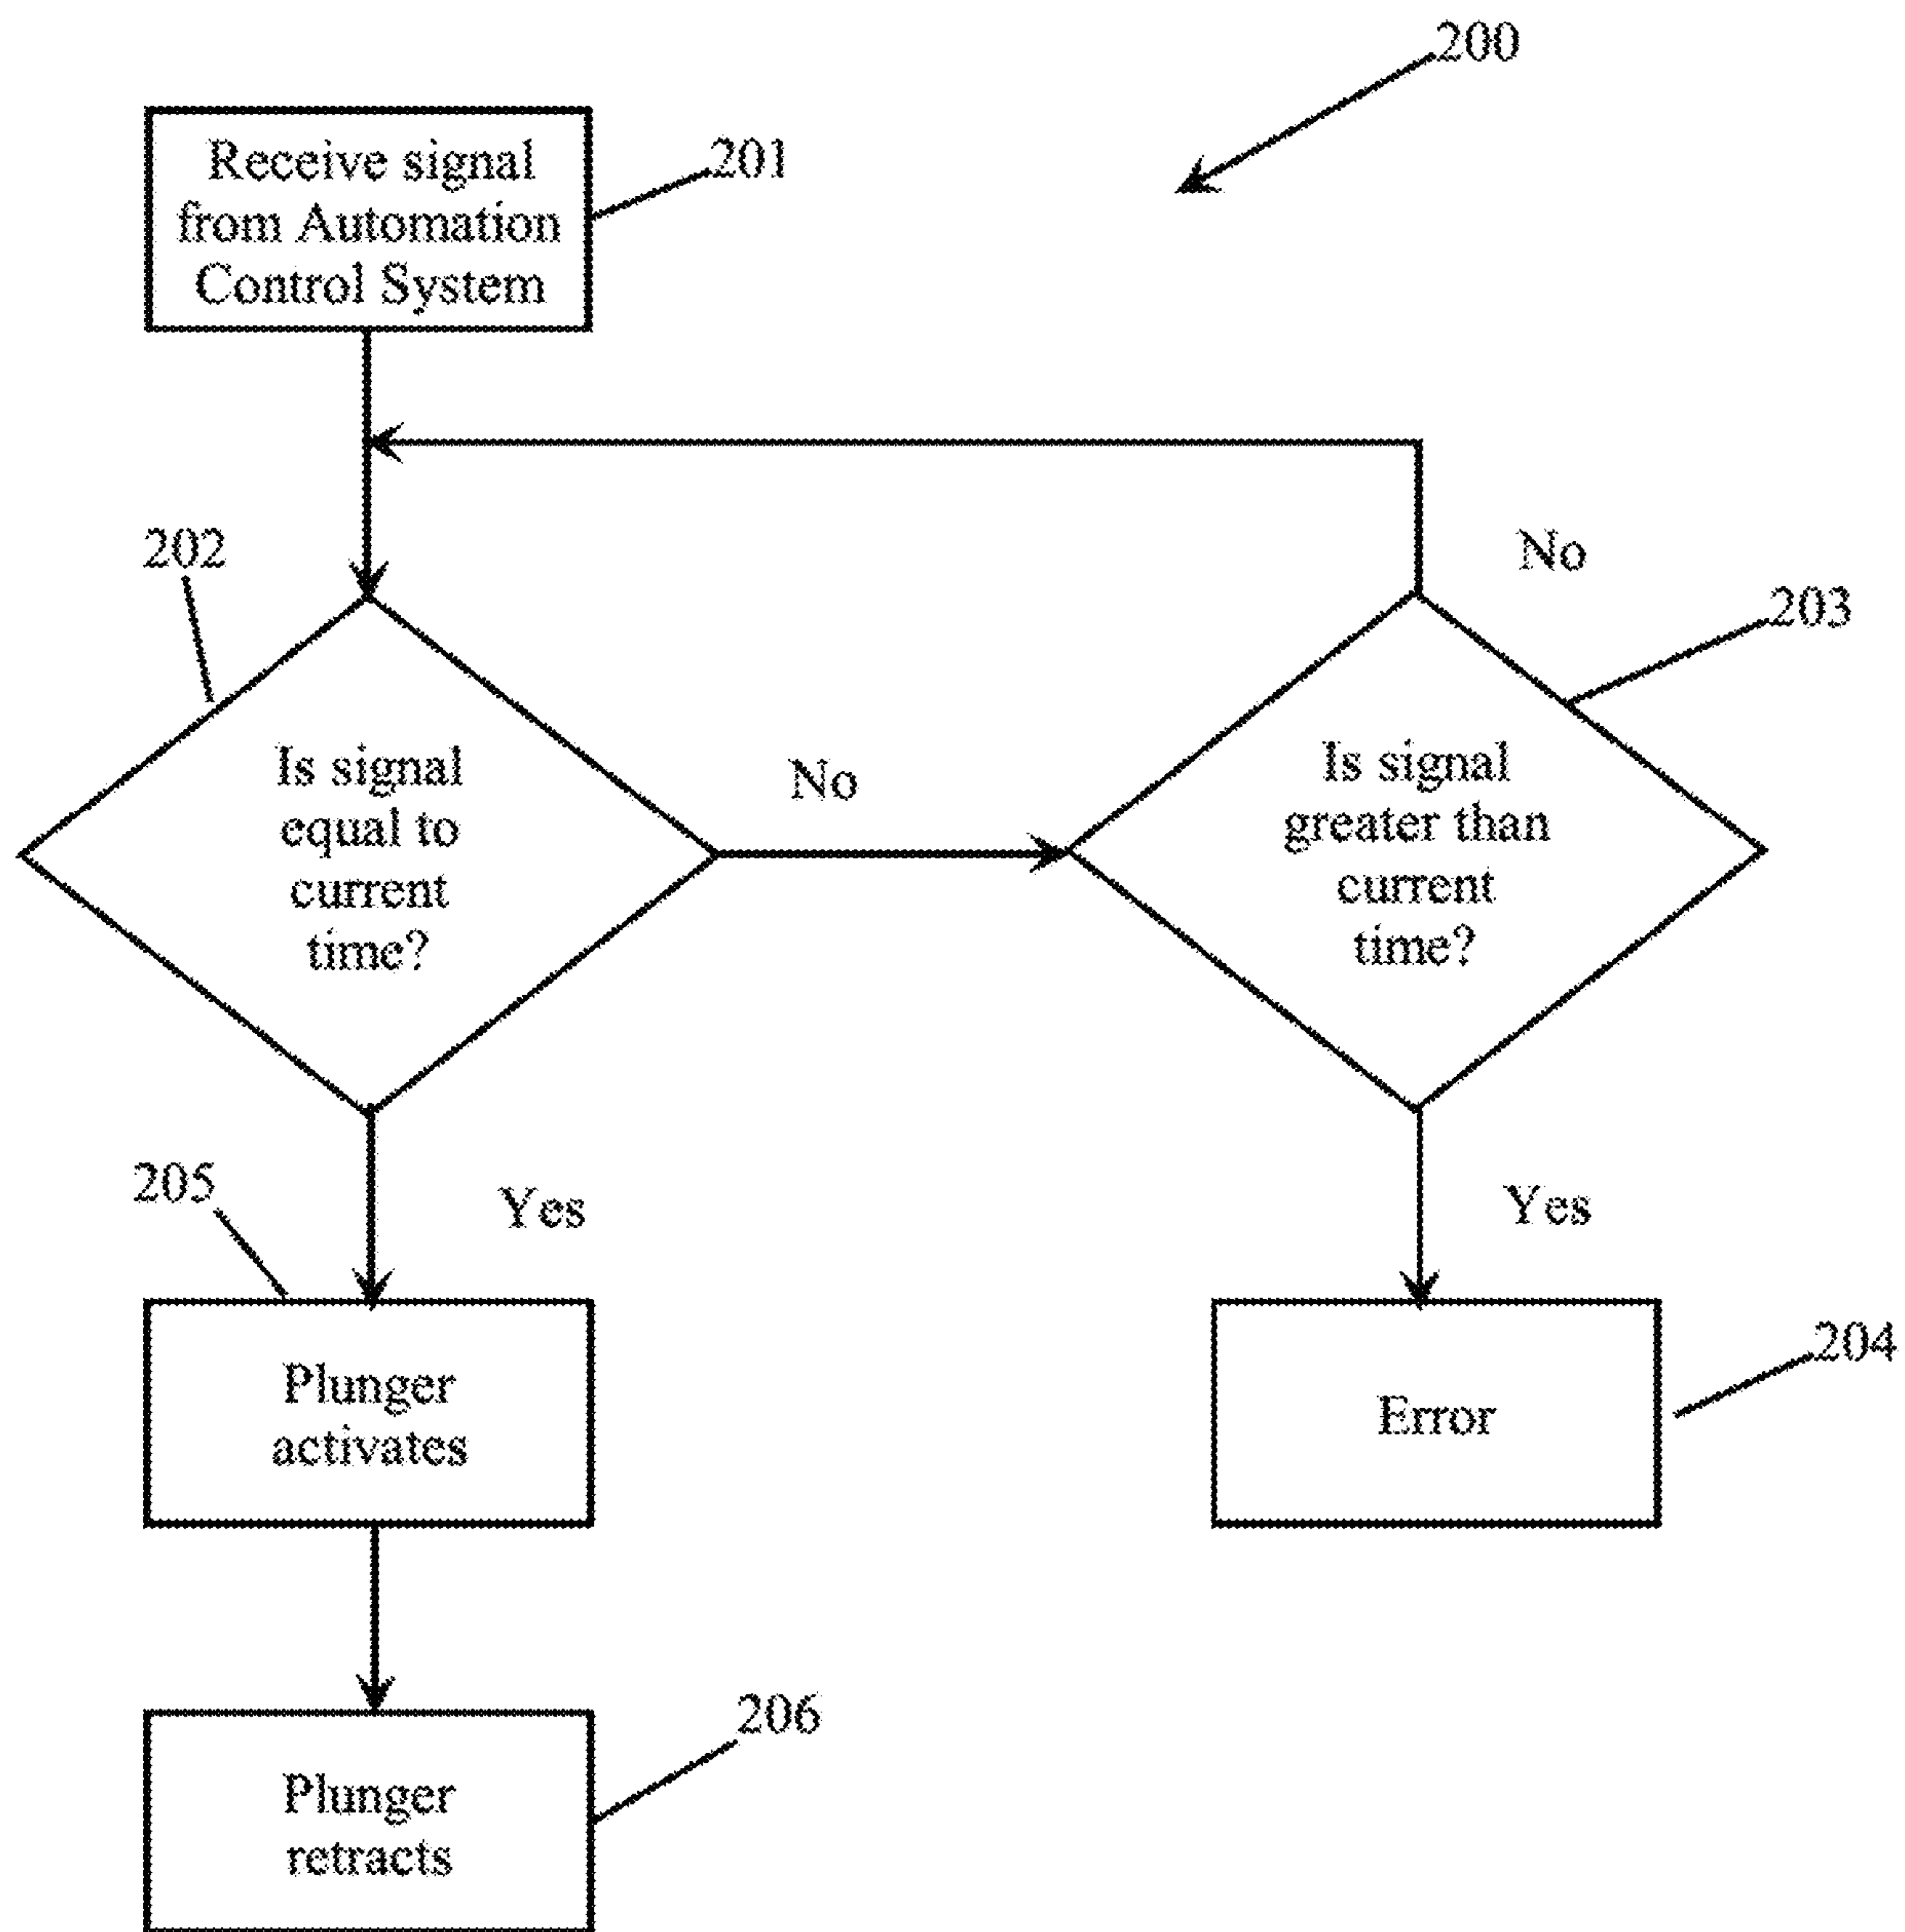 200
Receive signal
from Automation
Control System
201
202
No
203
Is signal
equal to
current
time?
No
Is signal
greater than
current
time?
205
Yes
Yes
Plunger
activates
Error
204
Plunger
retracts
206